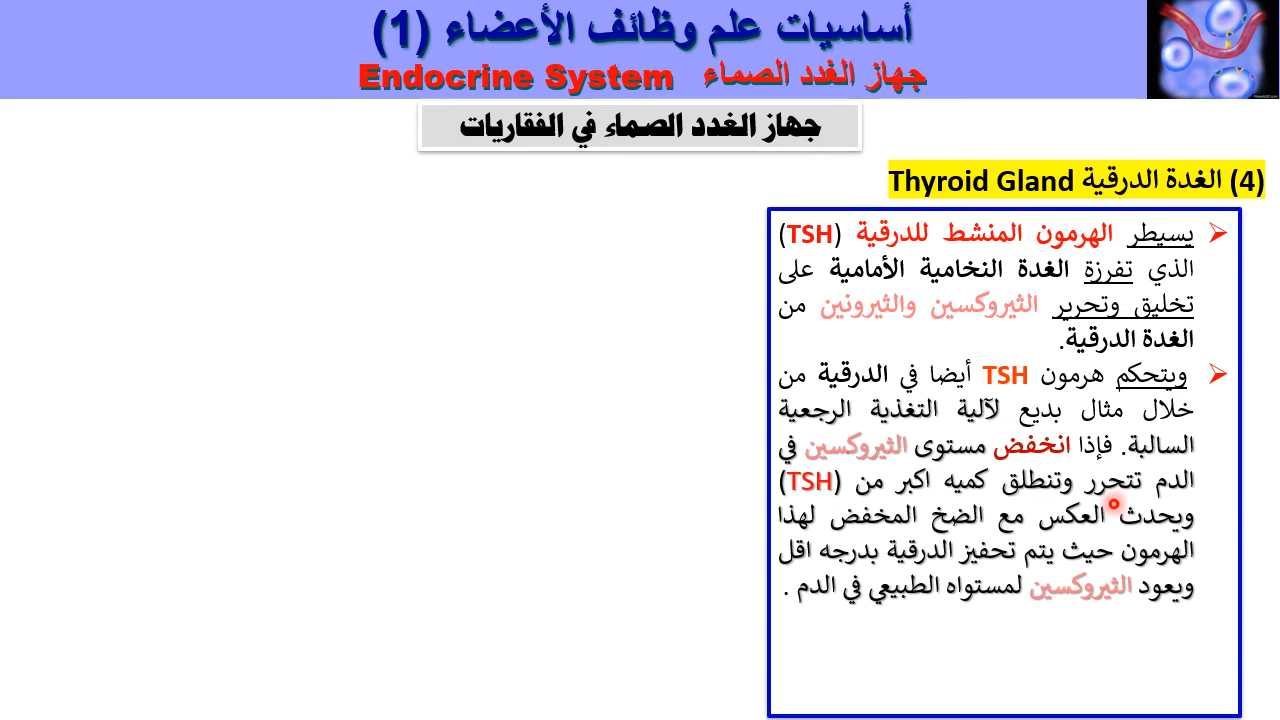 أساسيات علم وظائف الأعضاء (1)
جهاز الغدد الصماء Endocrine System
جهاز الغدد الصماء في الفقاريات
(4) الغدة الدرقية Thyroid Gland
يسيطر الهرمون المنشط للدرقية (TSH)
الذي تفرزة الغدة النخامية الأمامية على
تخليق وتحرير الثيروكسين والثيرونين من
الغدة الدرقية.
ويتحكم هرمون TSH أيضا في الدرقية من
خلال مثال بديع لآلية التغذية الرجعية
السالبة. فإذا انخفض مستوى الثيروكسين في
الدم تتحرر وتنطلق كميه اكبر من (TSH)
ويحدث العكس مع الضخ المخفض لهذا
الهرمون حيث يتم تحفيز الدرقية بدرجه اقل
ويعود الثيروكسين لمستواه الطبيعي في الدم .